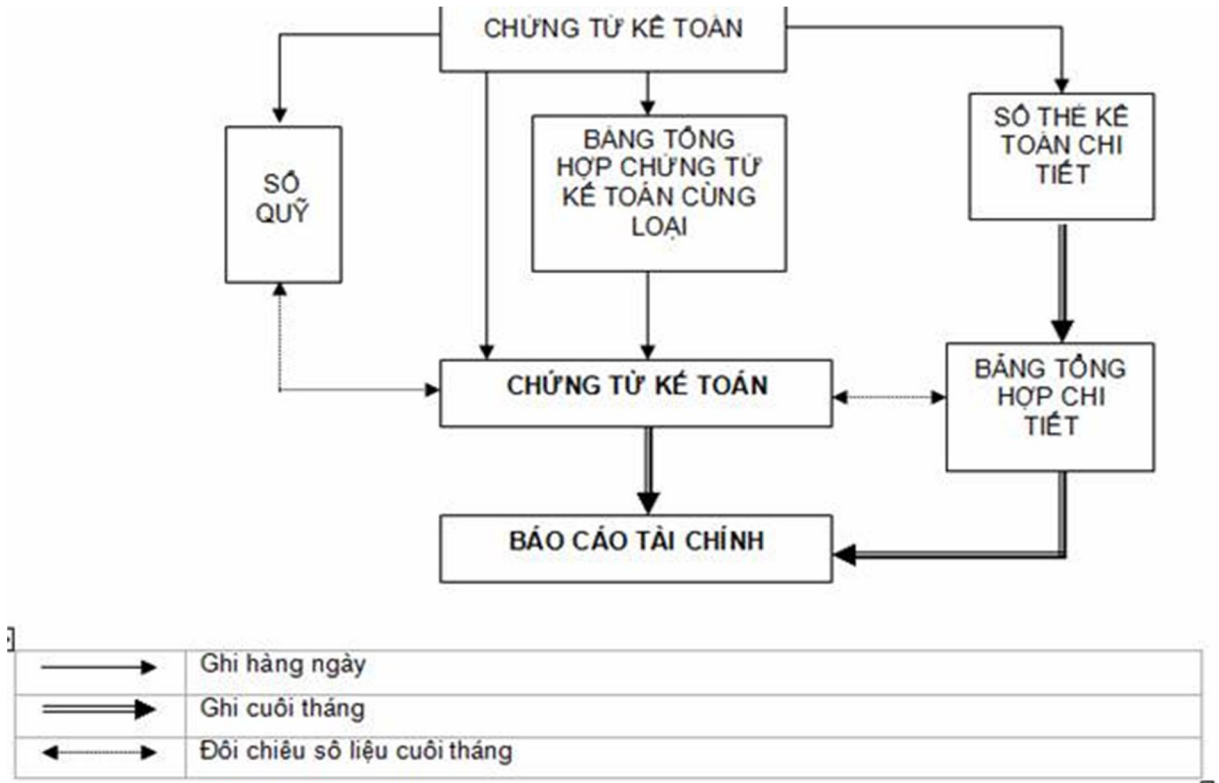 CHỨNG TỪ KẾ TOÁN
SỔ
QUỸ
BẢNG TỔNG
HỢP CHỨNG TỪ
KẾ TOÁN CÙNG
LOẠI
SỔ THẺ KẾ
TOÁN CHI
TIẾT
CHỨNG TỪ KẾ TOÁN
BẢNG TỔNG
HỢP CHI
TIẾT
BÁO CÁO TÀI CHÍNH
Ghi hàng ngày
Ghi cuối tháng
Đối chiếu số liệu cuối tháng